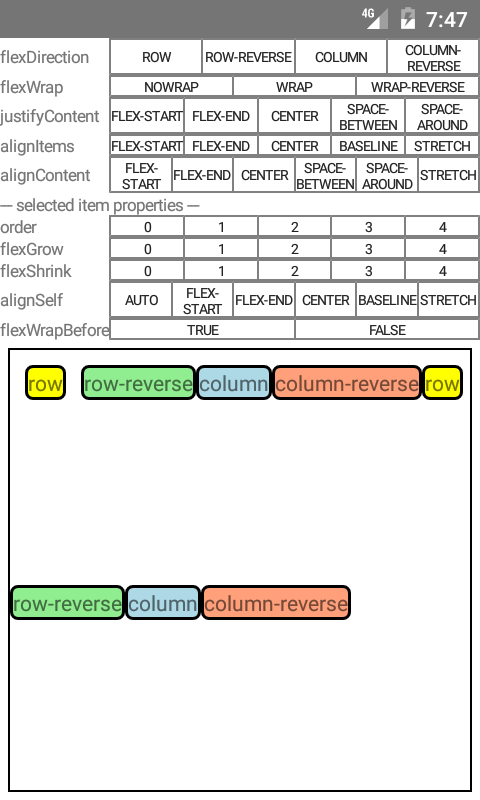 4G 7:47
flexDirection ROW ROW-REVERSE COLUMN COLUMN-
REVERSE
flexWrap NOWRAP WRAP WRAP-REVERSE
justifyContent FLEX-START FLEX-END CENTER SPACE-
BETWEEN SPACE-
AROUND
alignItems FLEX-START FLEX-END CENTER BASELINE STRETCH
alignContent FLEX-
START FLEX-END CENTER SPACE-
BETWEEN SPACE-
AROUND STRETCH
--- selected item properties ---
order 0 1 2 3 4
flexGrow 0 1 2 3 4
flexShrink 0 1 2 3 4
alignSelf AUTO FLEX-
START FLEX-END CENTER BASELINE STRETCH
flexWrapBefore TRUE FALSE
row row-reverse column column-reverse row
row-reverse column column-reverse